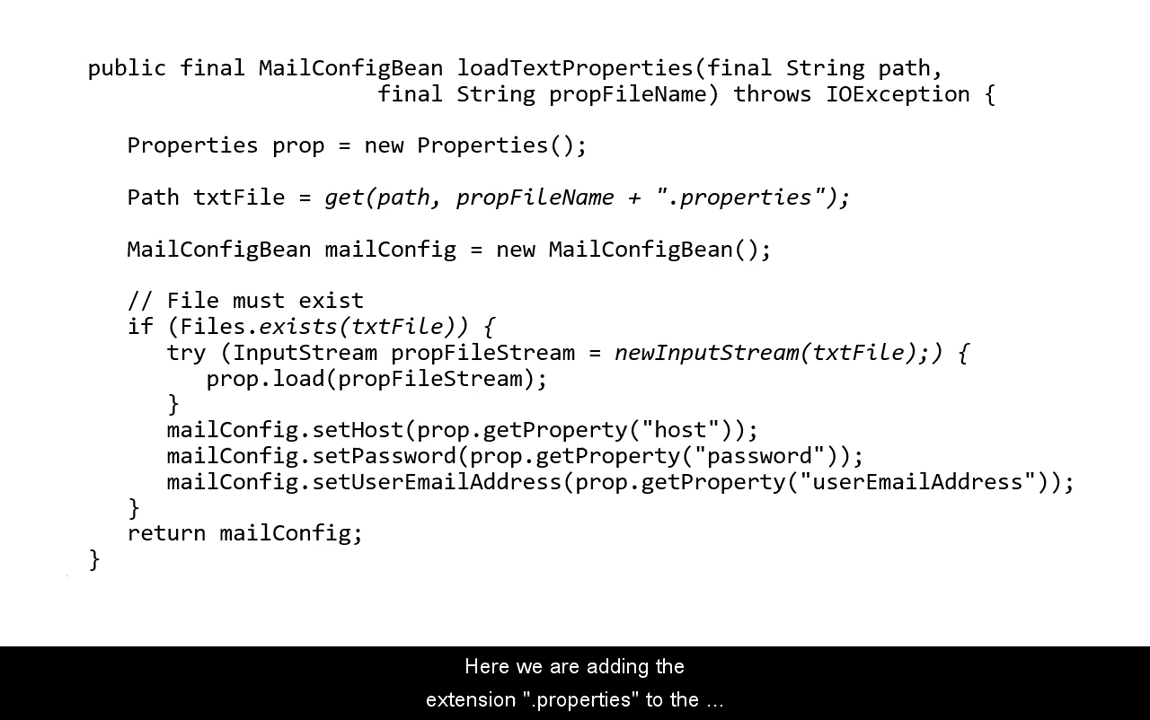 public final MailConfigBean loadTextProperties(final String path,
final String propFileName) throws IOException {
Properties prop = new Properties();
Path txtFile = get(path, propFileName + ".properties");
MailConfigBean mailConfig = new MailConfigBean();
// File must exist
if (Files.exists(txtFile)) {
try (InputStream propFileStream = newInputStream(txtFile);) {
prop.load(propFileStream);
}
mailConfig.setHost(prop.getProperty("host"));
mailConfig.setPassword(prop.getProperty("password"));
mailConfig.setUserEmailAddress(prop.getProperty("userEmailAddress"));
}
return mailConfig;
}
Here we are adding the
extension ".properties" to the ...